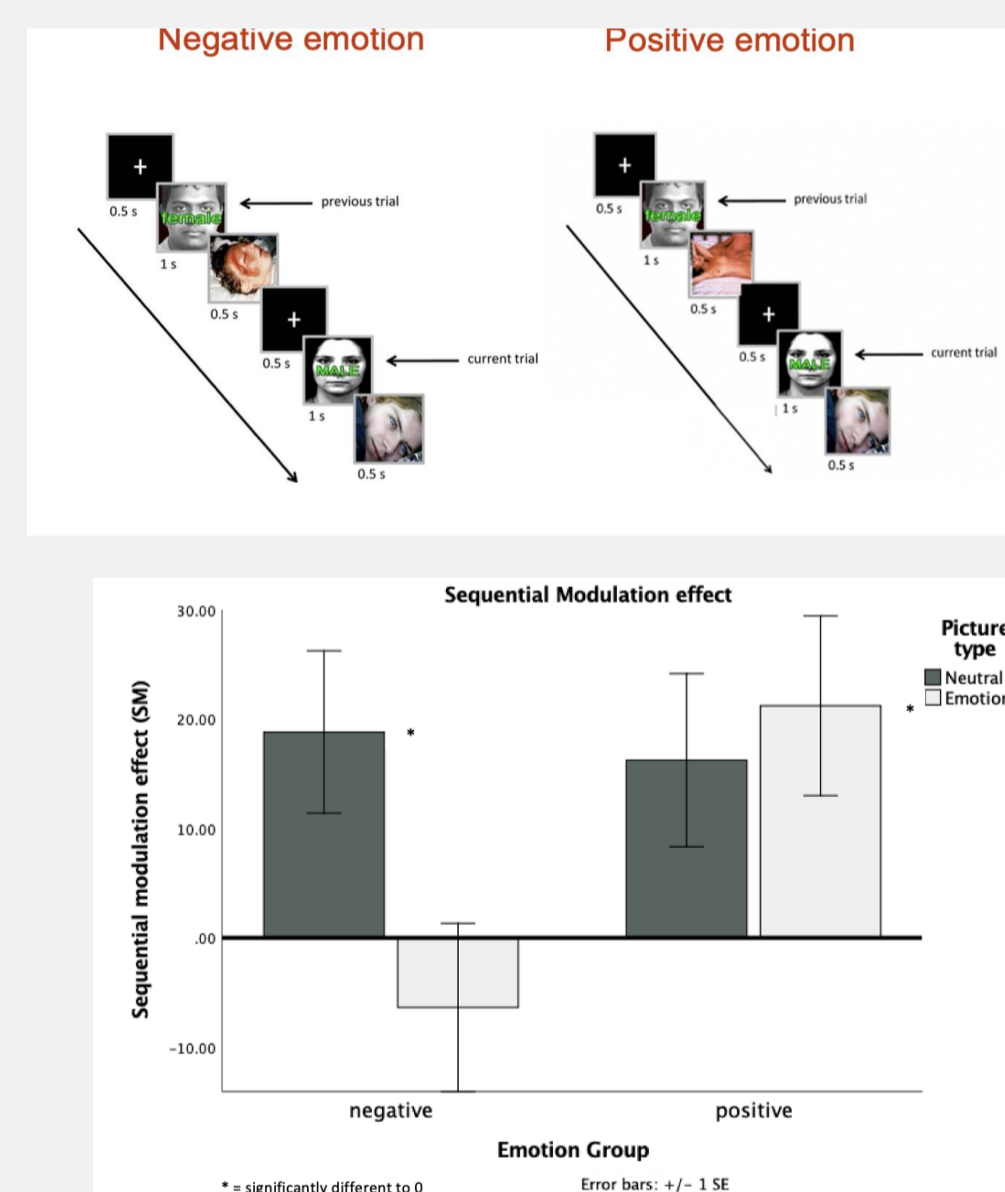 Negative emotion
Positive emotion
+
0.5 s
female
previous trial
1 s
0.5 s
+
0.5 s
MALE
current trial
1 s
0.5 s
+
0.5 s
female
previous trial
1 s
0.5 s
+
0.5 s
MALE
current trial
| 1 s
0.5 s
Sequential Modulation effect
Sequential modulation effect (SM)
30.00
20.00
10.00
.00
-10.00
*
*
Picture
type
Neutral
Emotion
negative
positive
Emotion Group
* = significantly different to 0
Error bars: +/- 1 SE